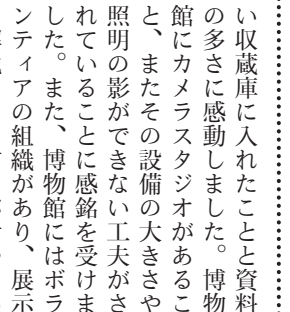 い収蔵庫に入れたことと資料
の多さに感動しました。博物
館にカメラスタジオがあるこ
と、またその設備の大きさや
照明の影ができない工夫がさ
れていることに感銘を受けま
した。また、博物館にはボラ
ンティアの組織があり、展示